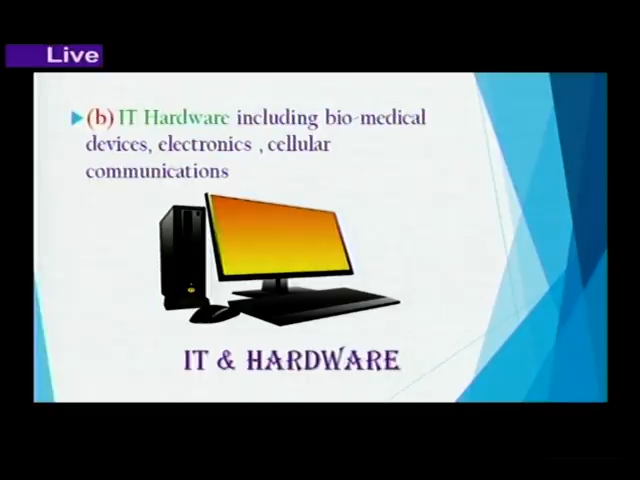 Live
(b) IT Hardware including bio-medical
devices, electronics , cellular
communications
IT & HARDWARE